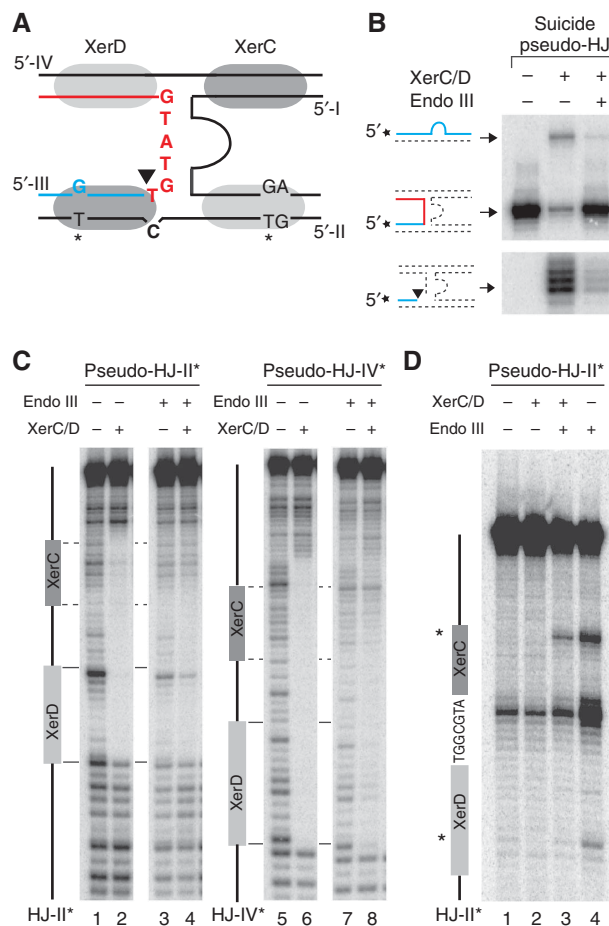 A
XerD
XerC
5′-IV
G
T
A
T
G
T
5′-I
5′-III
G
GA
T
C
TG
5′-II
*
*
B
Suicide
pseudo-HJ
XerC/D
–
+
+
Endo III
–
–
+
5′
5′
5′
C
Pseudo-HJ-II*
Pseudo-HJ-IV*
Endo III
– – + +
Endo III
– – + +
XerC/D
– + – +
XerC/D
– + – +
XerC
XerD
XerC
XerD
HJ-II*
1 2 3 4
HJ-IV*
5 6 7 8
D
Pseudo-HJ-II*
XerC/D
– + + –
Endo III
– – + +
*
XerC
TGGCGTA
XerD
*
HJ-II*
1 2 3 4